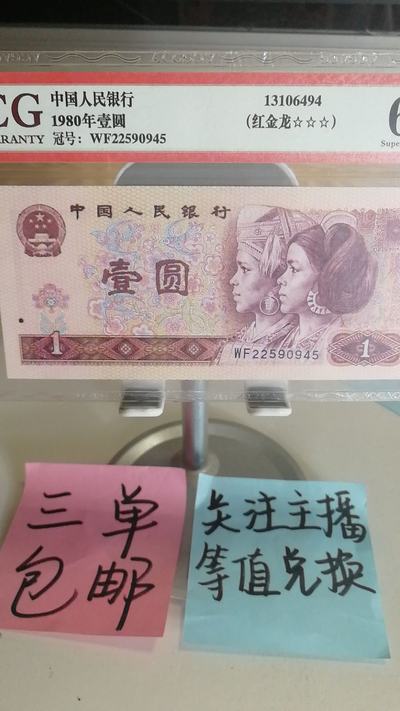 CG
中国人民银行
13106494
6
1980年壹圆
(红金龙☆☆☆)
RANTY
冠号: WF22590945
Supe
中国人民银行
壹圆
WF22590945
1
1
三单
包邮
关注主播
等值兑换